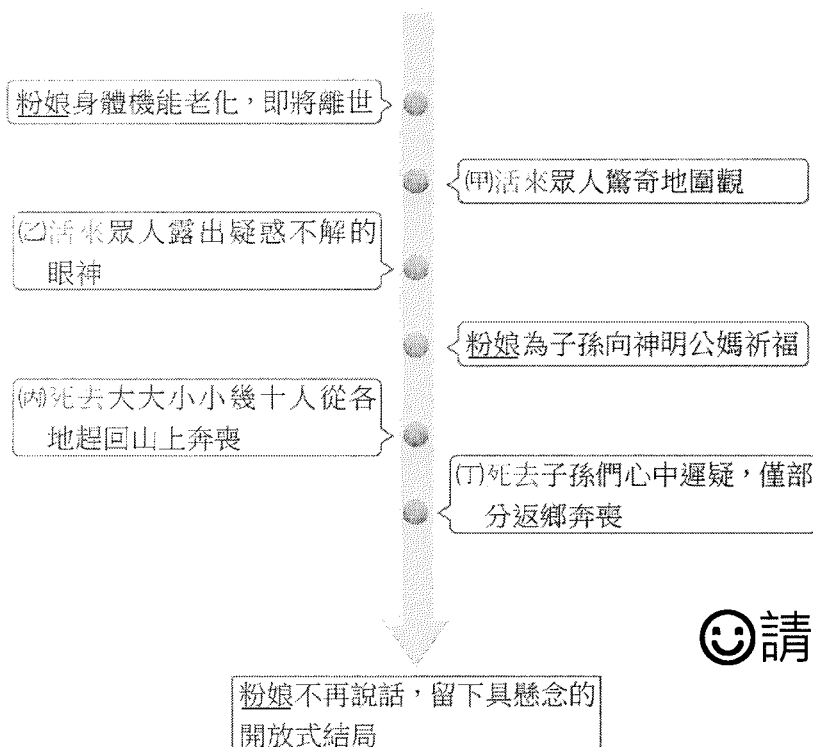 粉娘身體機能老化，即將離世
(甲)活來眾人驚奇地圍觀
(乙)活來眾人露出疑惑不解的
眼神
粉娘為子孫向神明公媽祈福
(丙)死去大大小小幾十人從各
地趕回山上奔喪
(丁)死去子孫們心中遲疑，僅部
分返鄉奔喪
☺請
粉娘不再說話，留下具懸念的
開放式結局